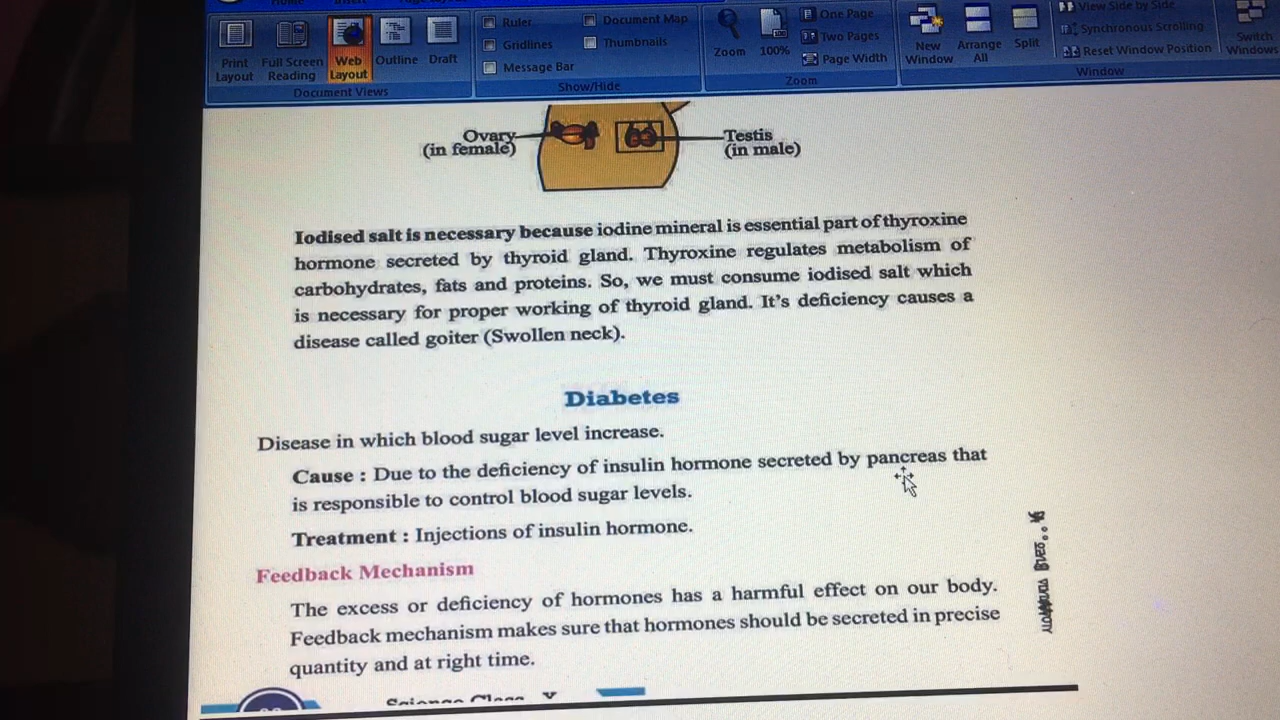 Print Layout
Full Screen Reading
Web Layout
Outline
Draft
Document Views
Ruler
Gridlines
Message Bar
Document Map
Thumbnails
Show/Hide
Zoom
100%
One Page
Two Pages
Page Width
Zoom
New Window
Arrange All
Split
View Side by Side
Synchronous Scrolling
Reset Window Position
Window
Switch Windows
Ovary
(in female)
Testis
(in male)
Iodised salt is necessary because iodine mineral is essential part of thyroxine
hormone secreted by thyroid gland. Thyroxine regulates metabolism of
carbohydrates, fats and proteins. So, we must consume iodised salt which
is necessary for proper working of thyroid gland. It's deficiency causes a
disease called goiter (Swollen neck).
Diabetes
Disease in which blood sugar level increase.
Cause : Due to the deficiency of insulin hormone secreted by pancreas that
is responsible to control blood sugar levels.
Treatment : Injections of insulin hormone.
Feedback Mechanism
The excess or deficiency of hormones has a harmful effect on our body.
Feedback mechanism makes sure that hormones should be secreted in precise
quantity and at right time.
Science Class X